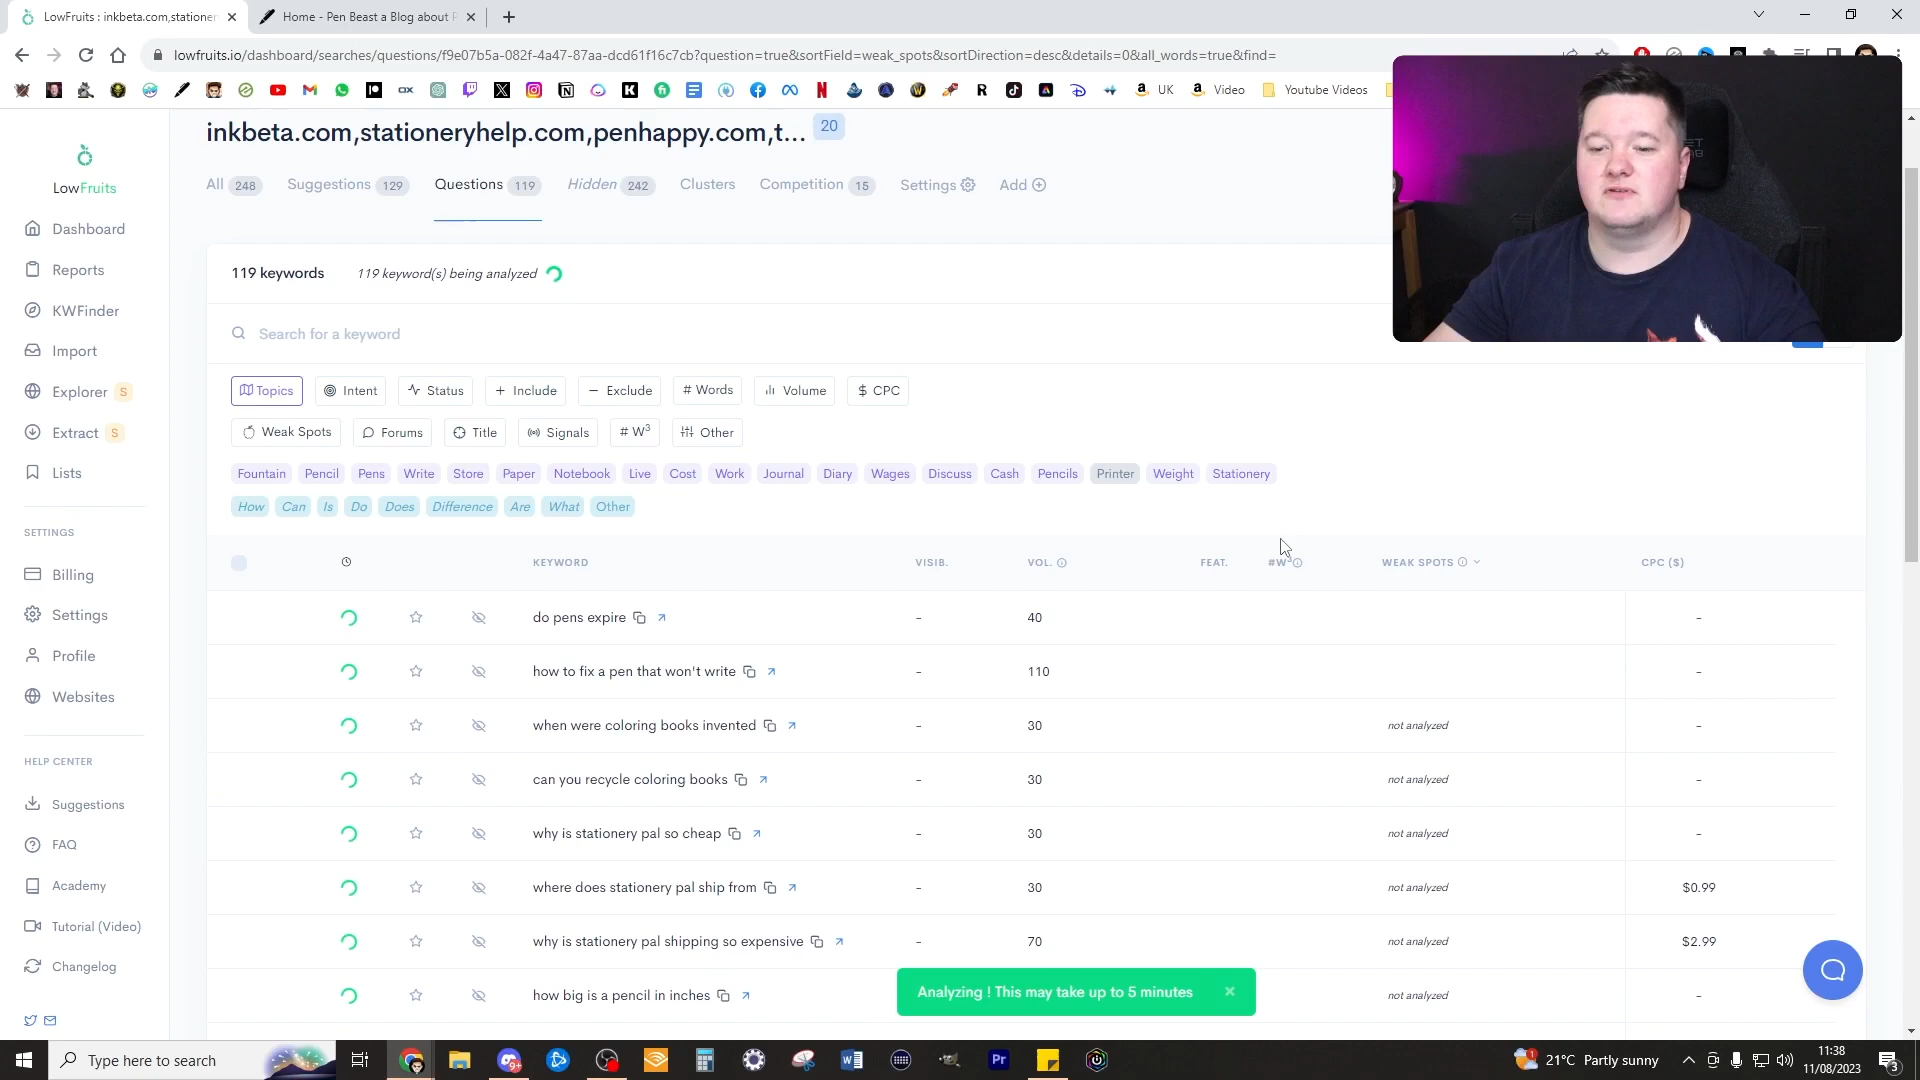 LowFruits : inkbeta.com,stationer
Home - Pen Beast a Blog about P
lowfruits.io/dashboard/searches/questions/f9e07b5a-082f-4a47-87aa-dcd61f16c7cb?question=true&sortField=weak_spots&sortDirection=desc&details=0&all_words=true&find=
UK
Video
Youtube Videos
LowFruits
Dashboard
Reports
KWFinder
Import
Explorer S
Extract S
Lists
SETTINGS
Billing
Settings
Profile
Websites
HELP CENTER
Suggestions
FAQ
Academy
Tutorial (Video)
Changelog
inkbeta.com,stationeryhelp.com,penhappy.com,t... 20
All 248
Suggestions 129
Questions 119
Hidden 242
Clusters
Competition 15
Settings
Add
119 keywords
119 keyword(s) being analyzed
Search for a keyword
Topics
Intent
Status
+ Include
− Exclude
# Words
Volume
$ CPC
Weak Spots
Forums
Title
Signals
# W3
Other
Fountain Pencil Pens Write Store Paper Notebook Live Cost Work Journal Diary Wages Discuss Cash Pencils Printer Weight Stationery
How Can Is Do Does Difference Are What Other
KEYWORD VISIB. VOL. FEAT. #W3 WEAK SPOTS CPC ($)
do pens expire - 40 -
how to fix a pen that won't write - 110 -
when were coloring books invented - 30 not analyzed -
can you recycle coloring books - 30 not analyzed -
why is stationery pal so cheap - 30 not analyzed -
where does stationery pal ship from - 30 not analyzed $0.99
why is stationery pal shipping so expensive - 70 not analyzed $2.99
how big is a pencil in inches not analyzed -
Analyzing ! This may take up to 5 minutes
Type here to search
21°C Partly sunny
11:38
11/08/2023
3